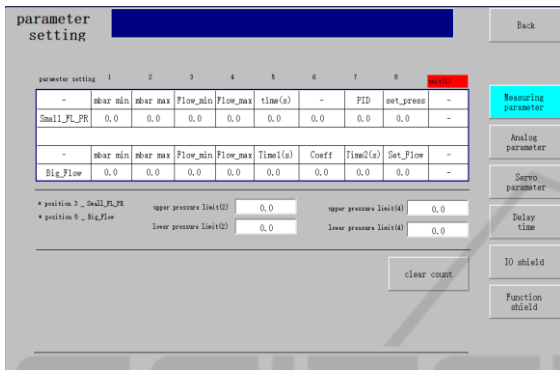 parameter
setting
Back
parameter setting 1 2 3 4 5 6 7 8 unit(L)
- mbar min mbar max Flow_min Flow_max time(s) - PID set_press -
Small_FL_PR 0.0 0.0 0.0 0.0 0.0 0.0 0.0 0.0 -
- mbar min mbar max Flow_min Flow_max Time1(s) Coeff Time2(s) Set_Flow -
Big_Flow 0.0 0.0 0.0 0.0 0.0 0.0 0.0 0.0 -
* position 3 _ Small_FL_PR
* position 5 _ Big_Flow
upper pressure limit(2) 0.0
upper pressure limit(4) 0.0
lower pressure limit(2) 0.0
lower pressure limit(4) 0.0
clear count
Measuring
parameter
Analog
parameter
Servo
parameter
Delay
time
IO shield
Function
shield